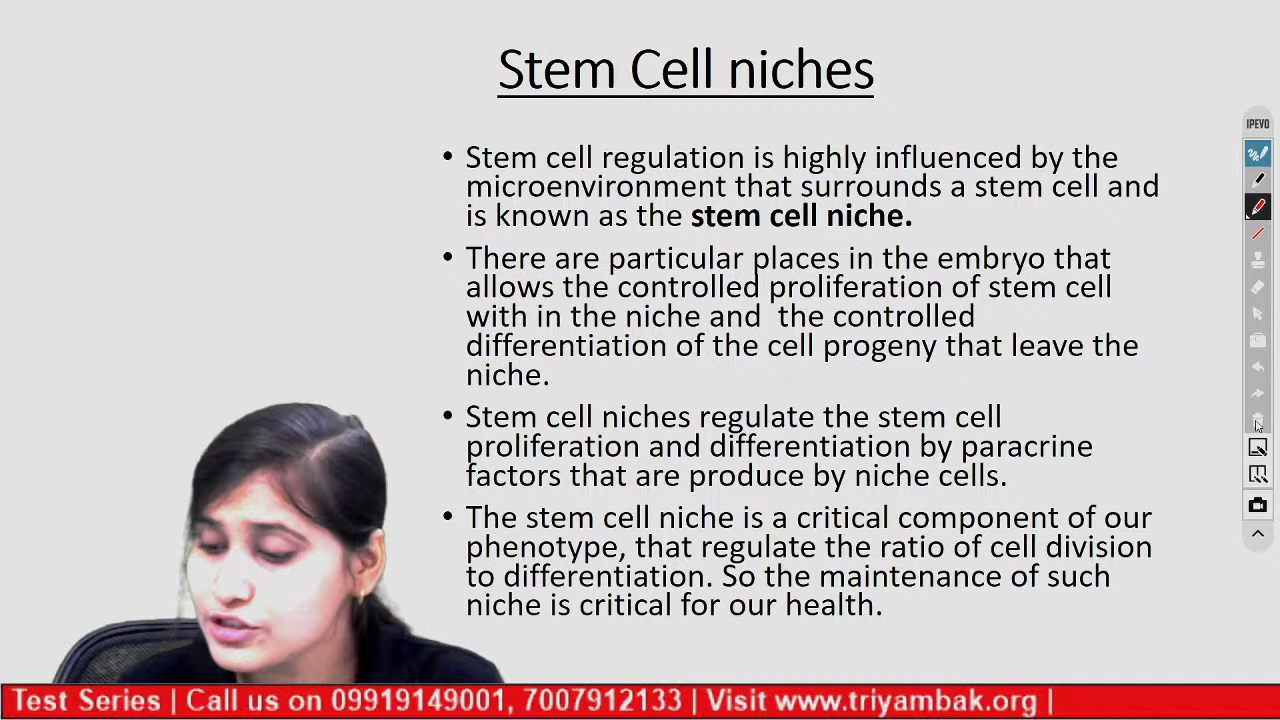 Stem Cell niches
• Stem cell regulation is highly influenced by the
microenvironment that surrounds a stem cell and
is known as the stem cell niche.
• There are particular places in the embryo that
allows the controlled proliferation of stem cell
with in the niche and  the controlled
differentiation of the cell progeny that leave the
niche.
• Stem cell niches regulate the stem cell
proliferation and differentiation by paracrine
factors that are produce by niche cells.
• The stem cell niche is a critical component of our
phenotype, that regulate the ratio of cell division
to differentiation. So the maintenance of such
niche is critical for our health.
IPEVO
Test Series | Call us on 09919149001, 7007912133 | Visit www.triyambak.org |